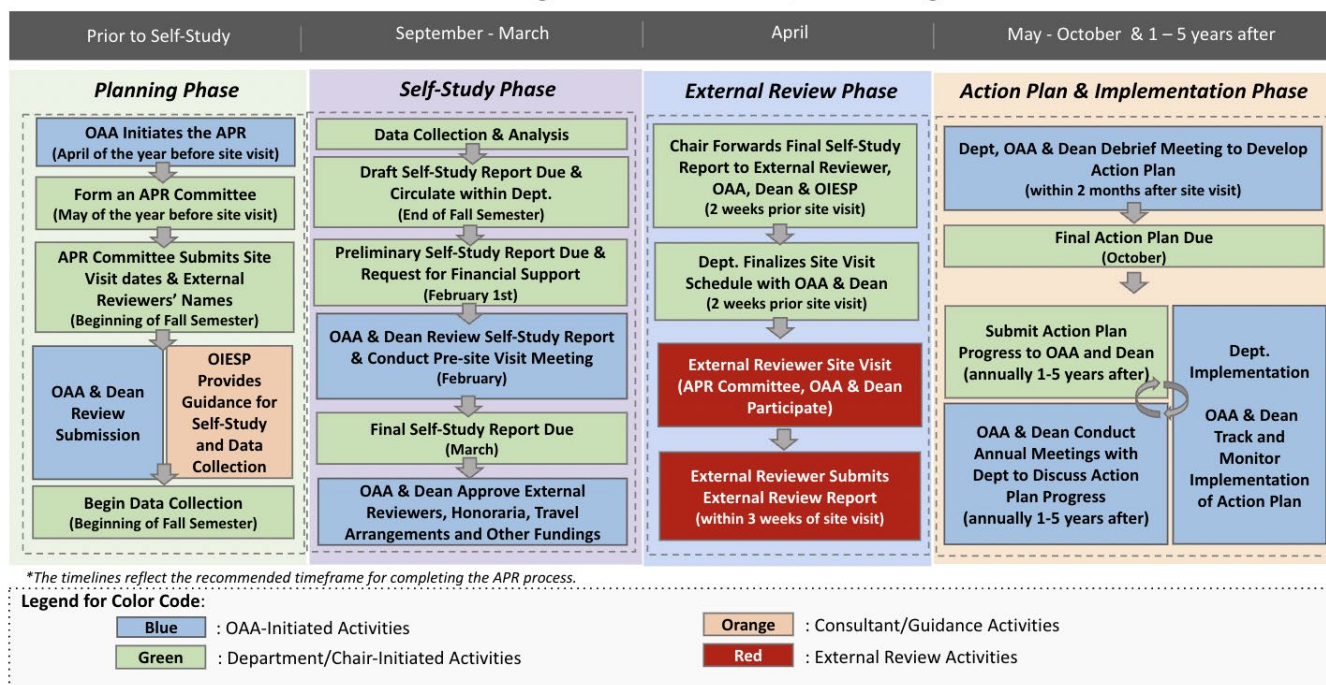 Prior to Self-Study
September - March
April
May - October & 1 – 5 years after
Planning Phase
OAA Initiates the APR
(April of the year before site visit)
Form an APR Committee
(May of the year before site visit)
APR Committee Submits Site
Visit dates & External
Reviewers' Names
(Beginning of Fall Semester)
OAA & Dean
Review
Submission
OIESP
Provides
Guidance for
Self-Study
and Data
Collection
Begin Data Collection
(Beginning of Fall Semester)
Self-Study Phase
Data Collection & Analysis
Draft Self-Study Report Due &
Circulate within Dept.
(End of Fall Semester)
Preliminary Self-Study Report Due &
Request for Financial Support
(February 1st)
OAA & Dean Review Self-Study Report
& Conduct Pre-site Visit Meeting
(February)
Final Self-Study Report Due
(March)
OAA & Dean Approve External
Reviewers, Honoraria, Travel
Arrangements and Other Fundings
External Review Phase
Chair Forwards Final Self-Study
Report to External Reviewer,
OAA, Dean & OIESP
(2 weeks prior site visit)
Dept. Finalizes Site Visit
Schedule with OAA & Dean
(2 weeks prior site visit)
External Reviewer Site Visit
(APR Committee, OAA & Dean
Participate)
External Reviewer Submits
External Review Report
(within 3 weeks of site visit)
Action Plan & Implementation Phase
Dept, OAA & Dean Debrief Meeting to Develop
Action Plan
(within 2 months after site visit)
Final Action Plan Due
(October)
Submit Action Plan
Progress to OAA and Dean
(annually 1-5 years after)
OAA & Dean Conduct
Annual Meetings with
Dept to Discuss Action
Plan Progress
(annually 1-5 years after)
Dept.
Implementation
OAA & Dean
Track and
Monitor
Implementation
of Action Plan
*The timelines reflect the recommended timeframe for completing the APR process.
Legend for Color Code:
Blue : OAA-Initiated Activities
Green : Department/Chair-Initiated Activities
Orange : Consultant/Guidance Activities
Red : External Review Activities